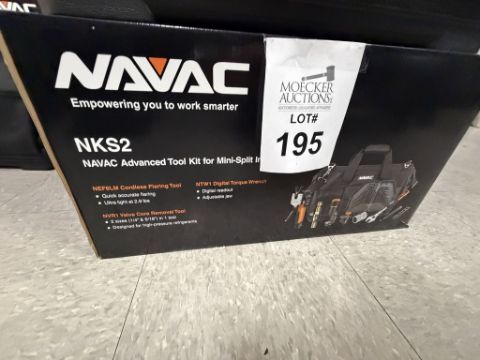 NAVAC
Empowering you to work smarter
MOECKER
AUCTIONS
LOT#
195
NKS2
NAVAC Advanced Tool Kit for Mini-Split
NEF6LM Cordless Flaring Tool
• Quick accurate flaring
• Ultra light at 2.8 lbs
NTW1 Digital Torque Wrench
• Digital readout
• Adjustable jaw
NVR1 Valve Core Removal Tool
• 2 sizes (1/4" & 5/16") in 1 tool
• Designed for high-pressure refrigerants
NAVAC